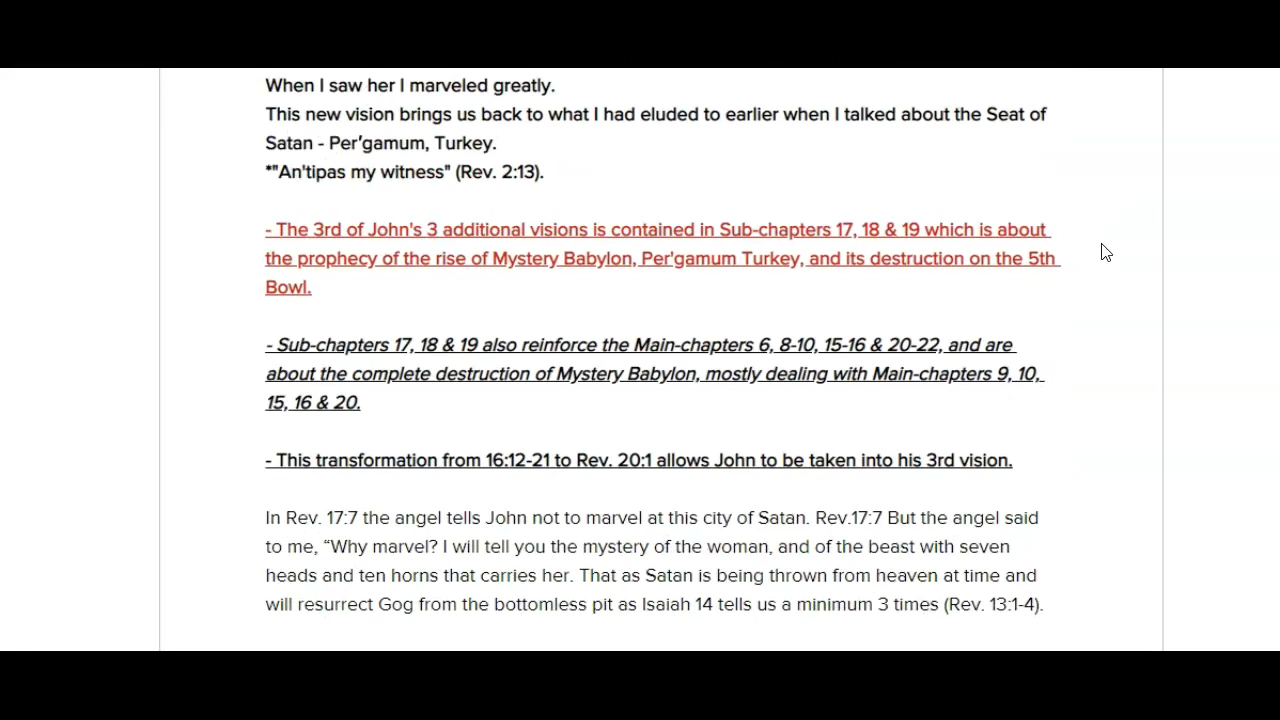 When I saw her I marveled greatly.
This new vision brings us back to what I had eluded to earlier when I talked about the Seat of
Satan - Per′gamum, Turkey.
*"An'tipas my witness" (Rev. 2:13).
- The 3rd of John's 3 additional visions is contained in Sub-chapters 17, 18 & 19 which is about
the prophecy of the rise of Mystery Babylon, Per'gamum Turkey, and its destruction on the 5th
Bowl.
- Sub-chapters 17, 18 & 19 also reinforce the Main-chapters 6, 8-10, 15-16 & 20-22, and are
about the complete destruction of Mystery Babylon, mostly dealing with Main-chapters 9, 10,
15, 16 & 20.
- This transformation from 16:12-21 to Rev. 20:1 allows John to be taken into his 3rd vision.
In Rev. 17:7 the angel tells John not to marvel at this city of Satan. Rev.17:7 But the angel said
to me, “Why marvel? I will tell you the mystery of the woman, and of the beast with seven
heads and ten horns that carries her. That as Satan is being thrown from heaven at time and
will resurrect Gog from the bottomless pit as Isaiah 14 tells us a minimum 3 times (Rev. 13:1-4).